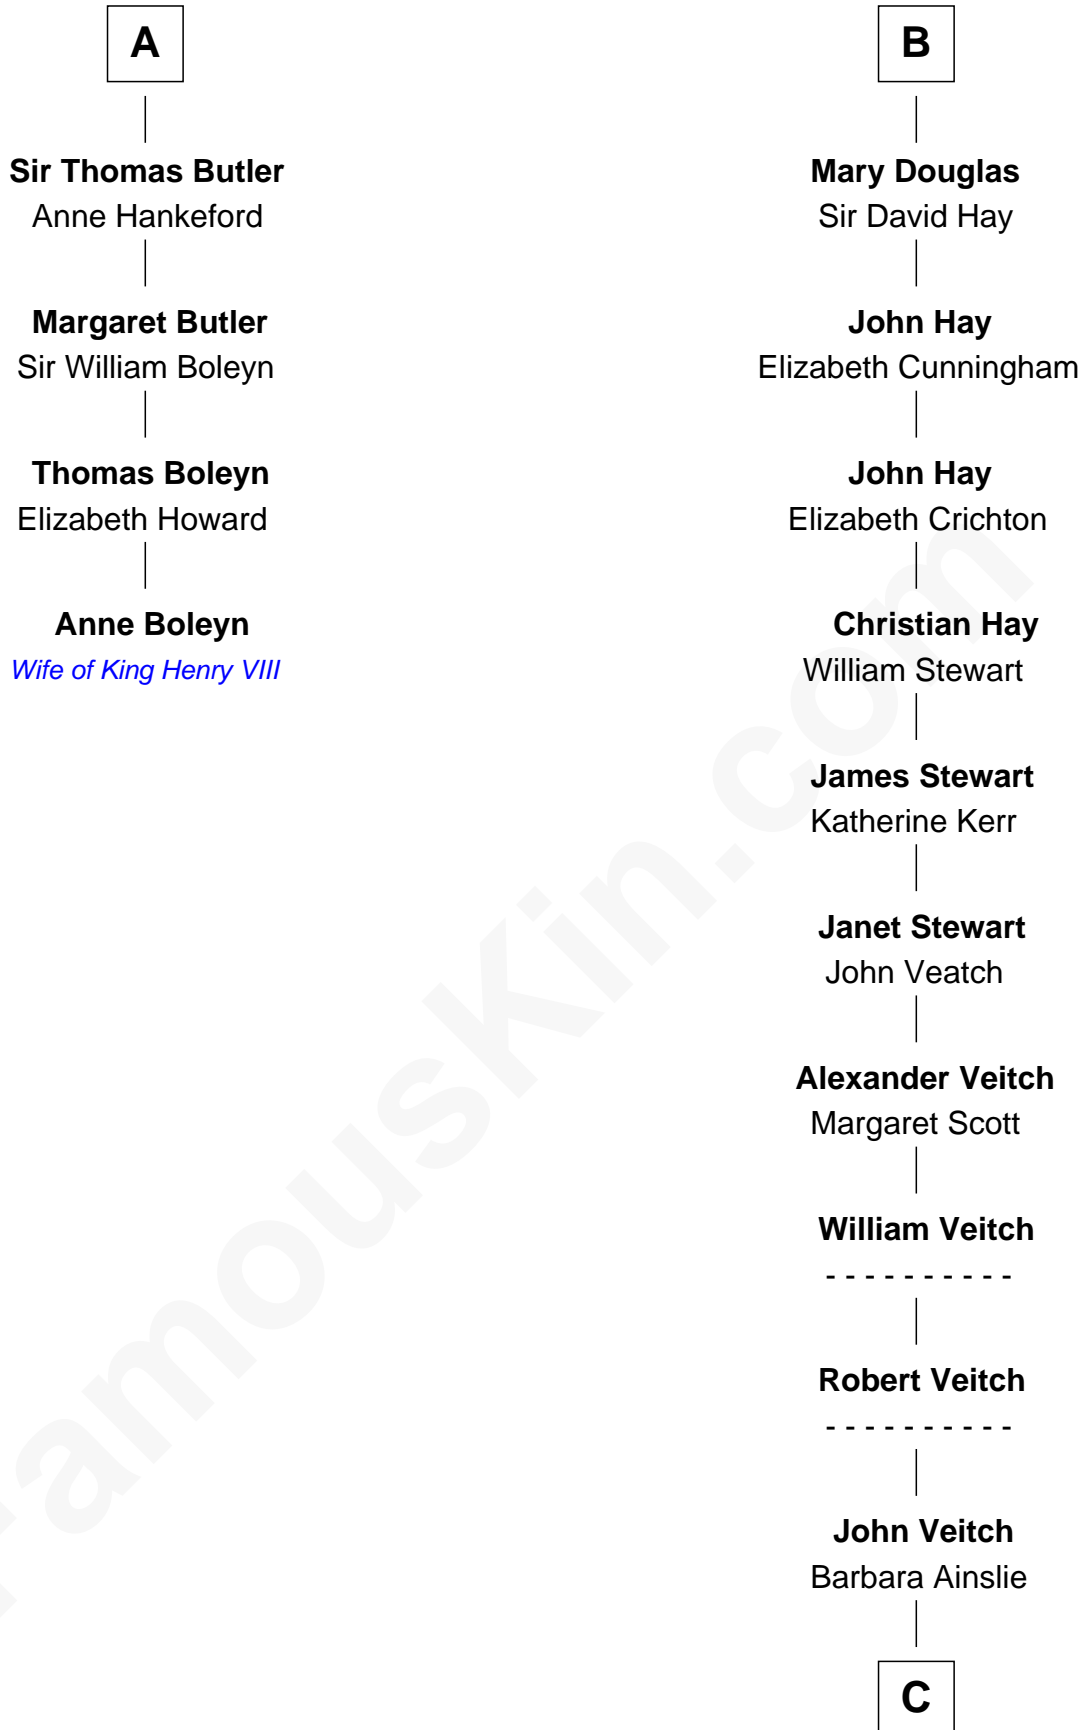 A
Sir Thomas Butler
Anne Hankeford
Margaret Butler
Sir William Boleyn
Thomas Boleyn
Elizabeth Howard
Anne Boleyn
Wife of King Henry VIII
B
Mary Douglas
Sir David Hay
John Hay
Elizabeth Cunningham
John Hay
Elizabeth Crichton
Christian Hay
William Stewart
James Stewart
Katherine Kerr
Janet Stewart
John Veatch
Alexander Veitch
Margaret Scott
William Veitch
- - - - - - - - - -
Robert Veitch
- - - - - - - - - -
John Veitch
Barbara Ainslie
C
FamousKin.com